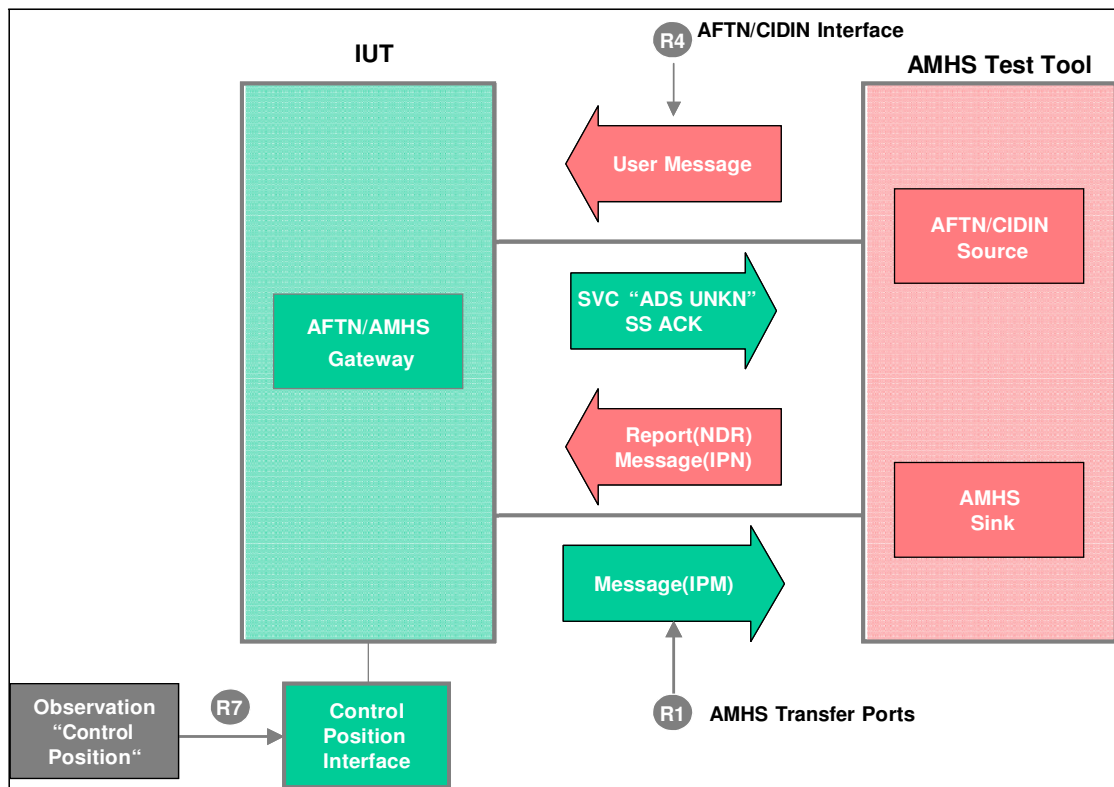 R4
AFTN/CIDIN Interface
IUT
AMHS Test Tool
User Message
AFTN/CIDIN
Source
SVC “ADS UNKN”
SS ACK
AFTN/AMHS
Gateway
Report(NDR)
Message(IPN)
AMHS
Sink
Message(IPM)
Observation
“Control
Position“
R7
Control
Position
Interface
R1
AMHS Transfer Ports